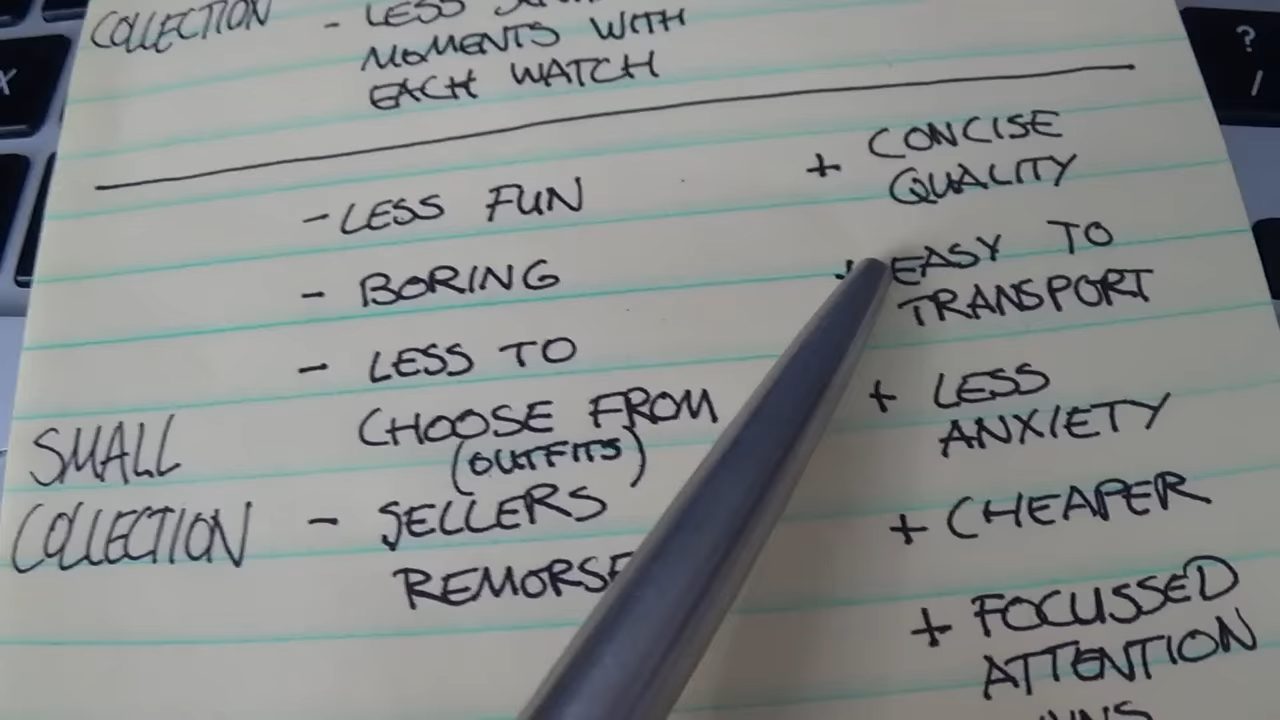 COLLECTION - LESS
MOMENTS WITH
EACH WATCH
- LESS FUN
- BORING
- LESS TO
CHOOSE FROM
(OUTFITS)
SMALL
COLLECTION - SELLERS
REMORSE
+ CONCISE
QUALITY
+ EASY TO
TRANSPORT
+ LESS
ANXIETY
+ CHEAPER
+ FOCUSSED
ATTENTION
?
/
X